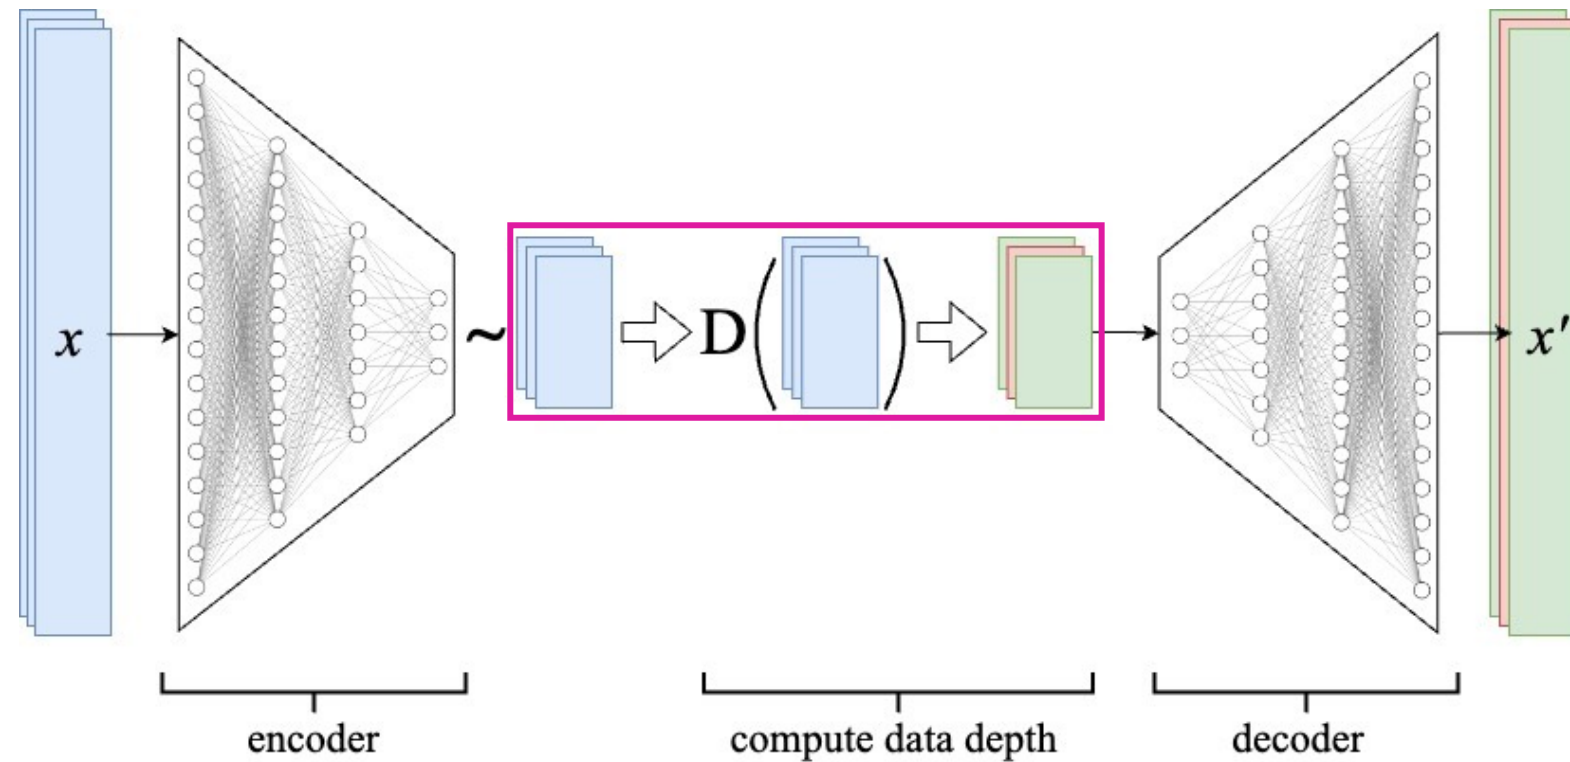 x
~
D( )
x′
encoder
compute data depth
decoder